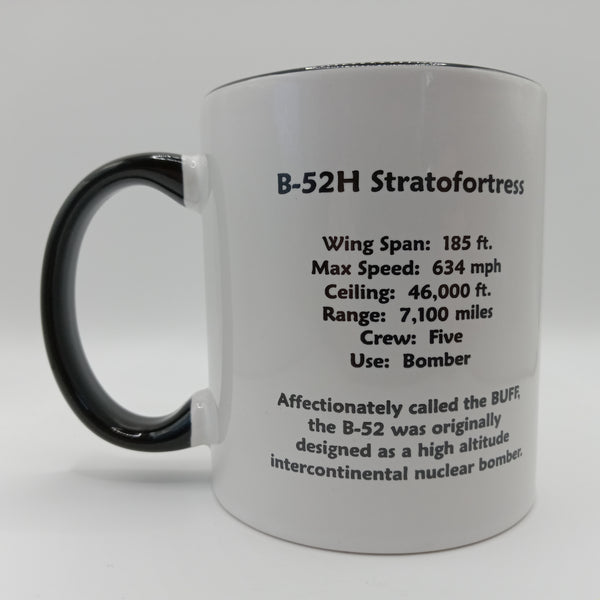 B-52H Stratofortress
Wing Span: 185 ft.
Max Speed: 634 mph
Ceiling: 46,000 ft.
Range: 7,100 miles
Crew: Five
Use: Bomber
Affectionately called the BUFF,
the B-52 was originally
designed as a high altitude
intercontinental nuclear bomber.